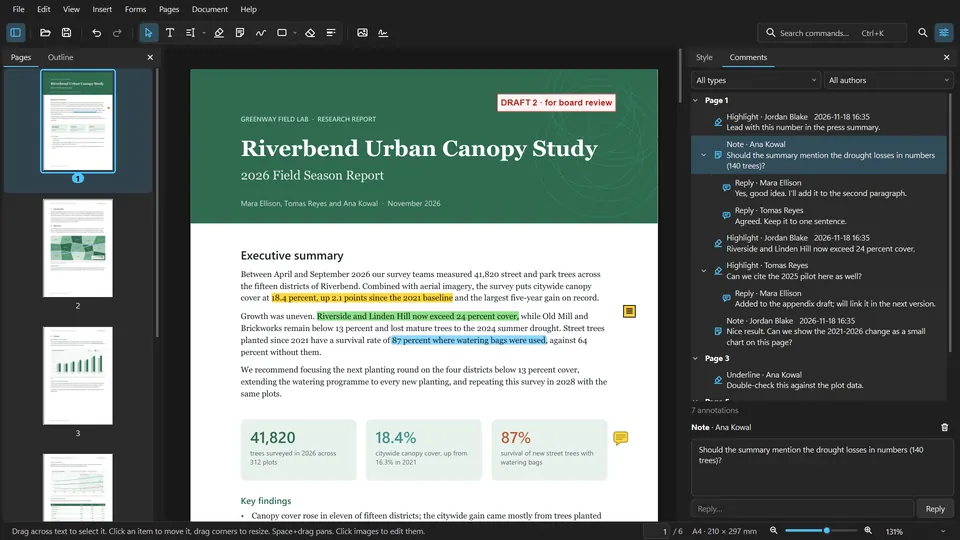 File Edit View Insert Forms Pages Document Help
Search commands... Ctrl+K
Pages Outline
1
2
3
DRAFT 2 · for board review
GREENWAY FIELD LAB · RESEARCH REPORT
Riverbend Urban Canopy Study
2026 Field Season Report
Mara Ellison, Tomas Reyes and Ana Kowal · November 2026
Executive summary
Between April and September 2026 our survey teams measured 41,820 street and park trees across
the fifteen districts of Riverbend. Combined with aerial imagery, the survey puts citywide canopy
cover at 18.4 percent, up 2.1 points since the 2021 baseline and the largest five-year gain on record.
Growth was uneven. Riverside and Linden Hill now exceed 24 percent cover, while Old Mill and
Brickworks remain below 13 percent and lost mature trees to the 2024 summer drought. Street trees
planted since 2021 have a survival rate of 87 percent where watering bags were used, against 64
percent without them.
We recommend focusing the next planting round on the four districts below 13 percent cover,
extending the watering programme to every new planting, and repeating this survey in 2028 with the
same plots.
41,820
trees surveyed in 2026 across
312 plots
18.4%
citywide canopy cover, up from
16.3% in 2021
87%
survival of new street trees with
watering bags
Key findings
• Canopy cover rose in eleven of fifteen districts; the citywide gain came mostly from trees planted
Style Comments
All types All authors
Page 1
Highlight · Jordan Blake 2026-11-18 16:35
Lead with this number in the press summary.
Note · Ana Kowal
Should the summary mention the drought losses in numbers
(140 trees)?
Reply · Mara Ellison
Yes, good idea. I'll add it to the second paragraph.
Reply · Tomas Reyes
Agreed. Keep it to one sentence.
Highlight · Jordan Blake 2026-11-18 16:35
Riverside and Linden Hill now exceed 24 percent cover,
Highlight · Tomas Reyes
Can we cite the 2025 pilot here as well?
Reply · Mara Ellison
Added to the appendix draft; will link it in the next version.
Note · Jordan Blake 2026-11-18 16:35
Nice result. Can we show the 2021-2026 change as a small
chart on this page?
Page 3
Underline · Ana Kowal
Double-check this against the plot data.
7 annotations
Note · Ana Kowal
Should the summary mention the drought losses in numbers (140
trees)?
Reply... Reply
Drag across text to select it. Click an item to move it, drag corners to resize. Space+drag pans. Click images to edit them.
1 / 6 A4 · 210 × 297 mm 131%